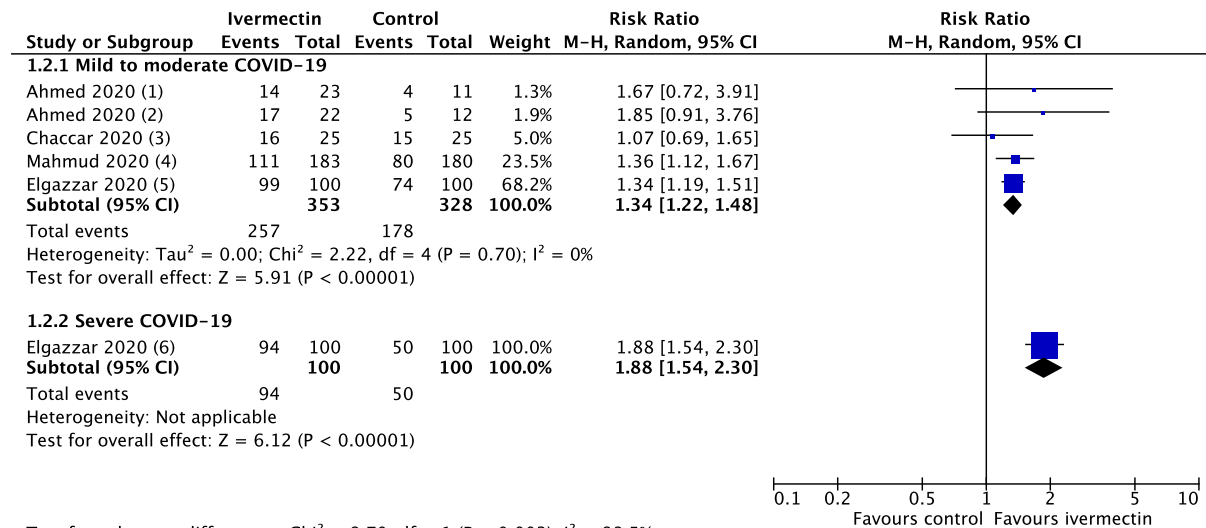 Ivermectin Control Risk Ratio Risk Ratio
Study or Subgroup Events Total Events Total Weight M-H, Random, 95% CI M-H, Random, 95% CI
1.2.1 Mild to moderate COVID-19
Ahmed 2020 (1) 14 23 4 11 1.3% 1.67 [0.72, 3.91]
Ahmed 2020 (2) 17 22 5 12 1.9% 1.85 [0.91, 3.76]
Chaccar 2020 (3) 16 25 15 25 5.0% 1.07 [0.69, 1.65]
Mahmud 2020 (4) 111 183 80 180 23.5% 1.36 [1.12, 1.67]
Elgazzar 2020 (5) 99 100 74 100 68.2% 1.34 [1.19, 1.51]
Subtotal (95% CI) 353 328 100.0% 1.34 [1.22, 1.48]
Total events 257 178
Heterogeneity: Tau² = 0.00; Chi² = 2.22, df = 4 (P = 0.70); I² = 0%
Test for overall effect: Z = 5.91 (P < 0.00001)
1.2.2 Severe COVID-19
Elgazzar 2020 (6) 94 100 50 100 100.0% 1.88 [1.54, 2.30]
Subtotal (95% CI) 100 100 100.0% 1.88 [1.54, 2.30]
Total events 94 50
Heterogeneity: Not applicable
Test for overall effect: Z = 6.12 (P < 0.00001)
0.1 0.2 0.5 1 2 5 10
Favours control Favours ivermectin